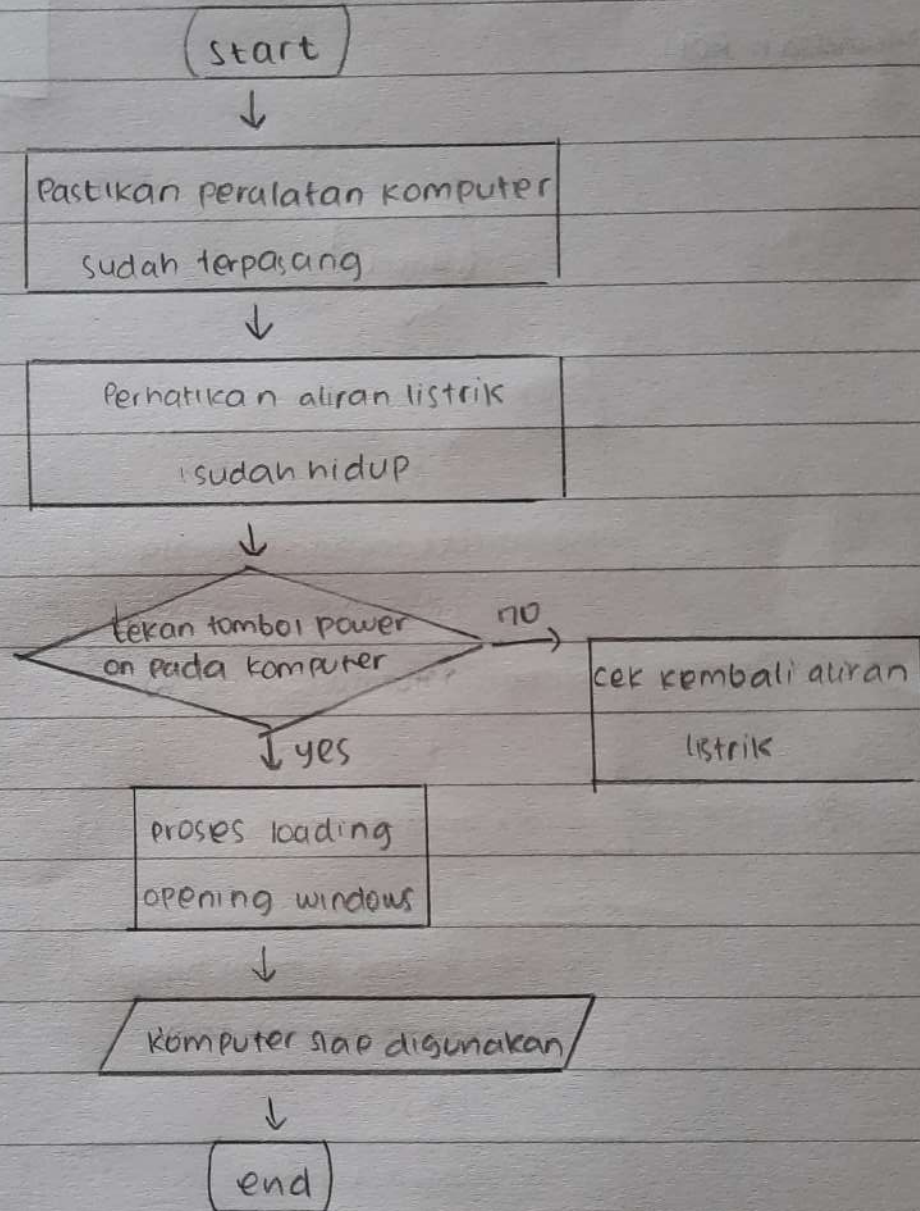 start
Pastikan peralatan komputer
sudah terpasang
Perhatikan aliran listrik
sudah hidup
tekan tombol power
on pada komputer
no
cek kembali aliran
listrik
yes
proses loading
opening windows
komputer siap digunakan
end